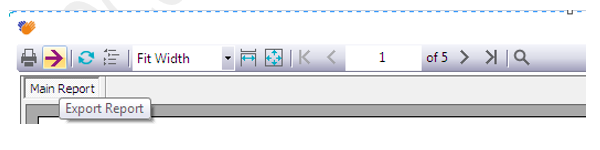 Fit Width 1 of 5
Main Report
Export Report